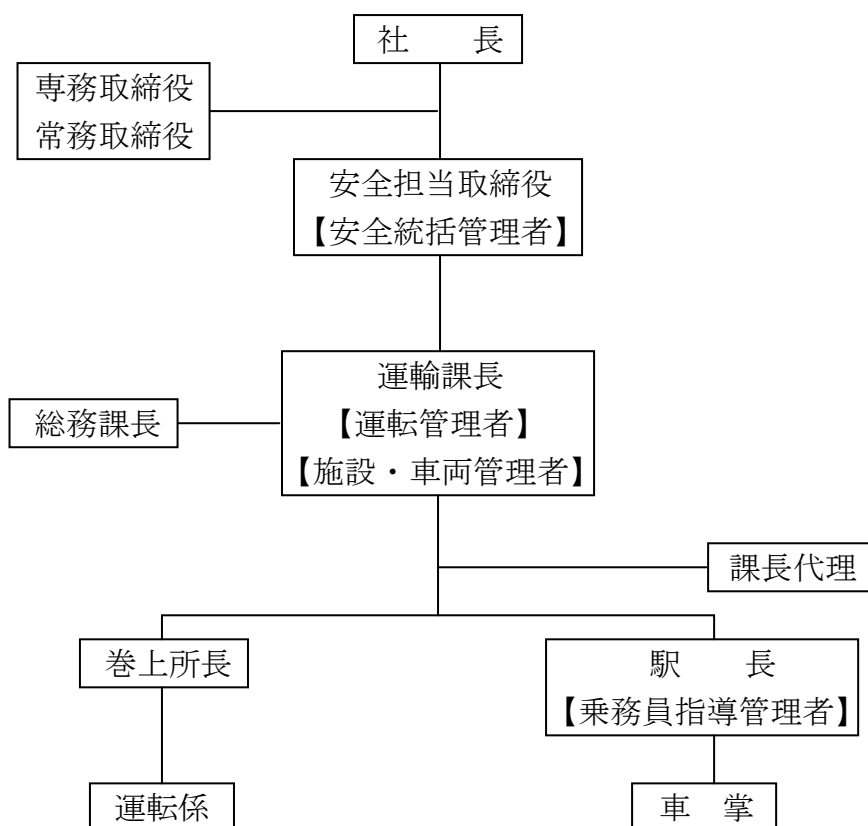 社　　長
専務取締役
常務取締役
安全担当取締役
【安全統括管理者】
運輸課長
【運転管理者】
【施設・車両管理者】
総務課長
課長代理
巻上所長
駅　　長
【乗務員指導管理者】
運転係
車　掌